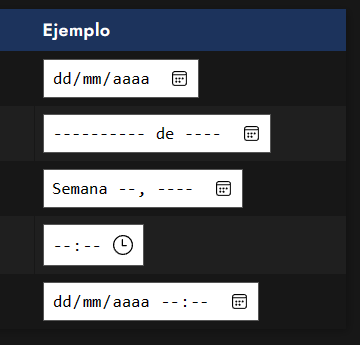 Ejemplo
dd/mm/aaaa
---------- de ----
Semana --, ----
--:--
dd/mm/aaaa --:--